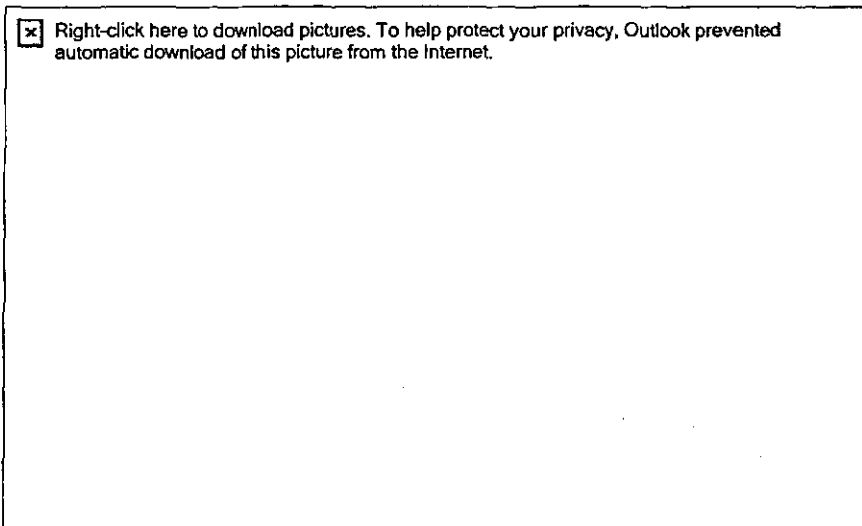 Right-click here to download pictures. To help protect your privacy, Outlook prevented
automatic download of this picture from the Internet.